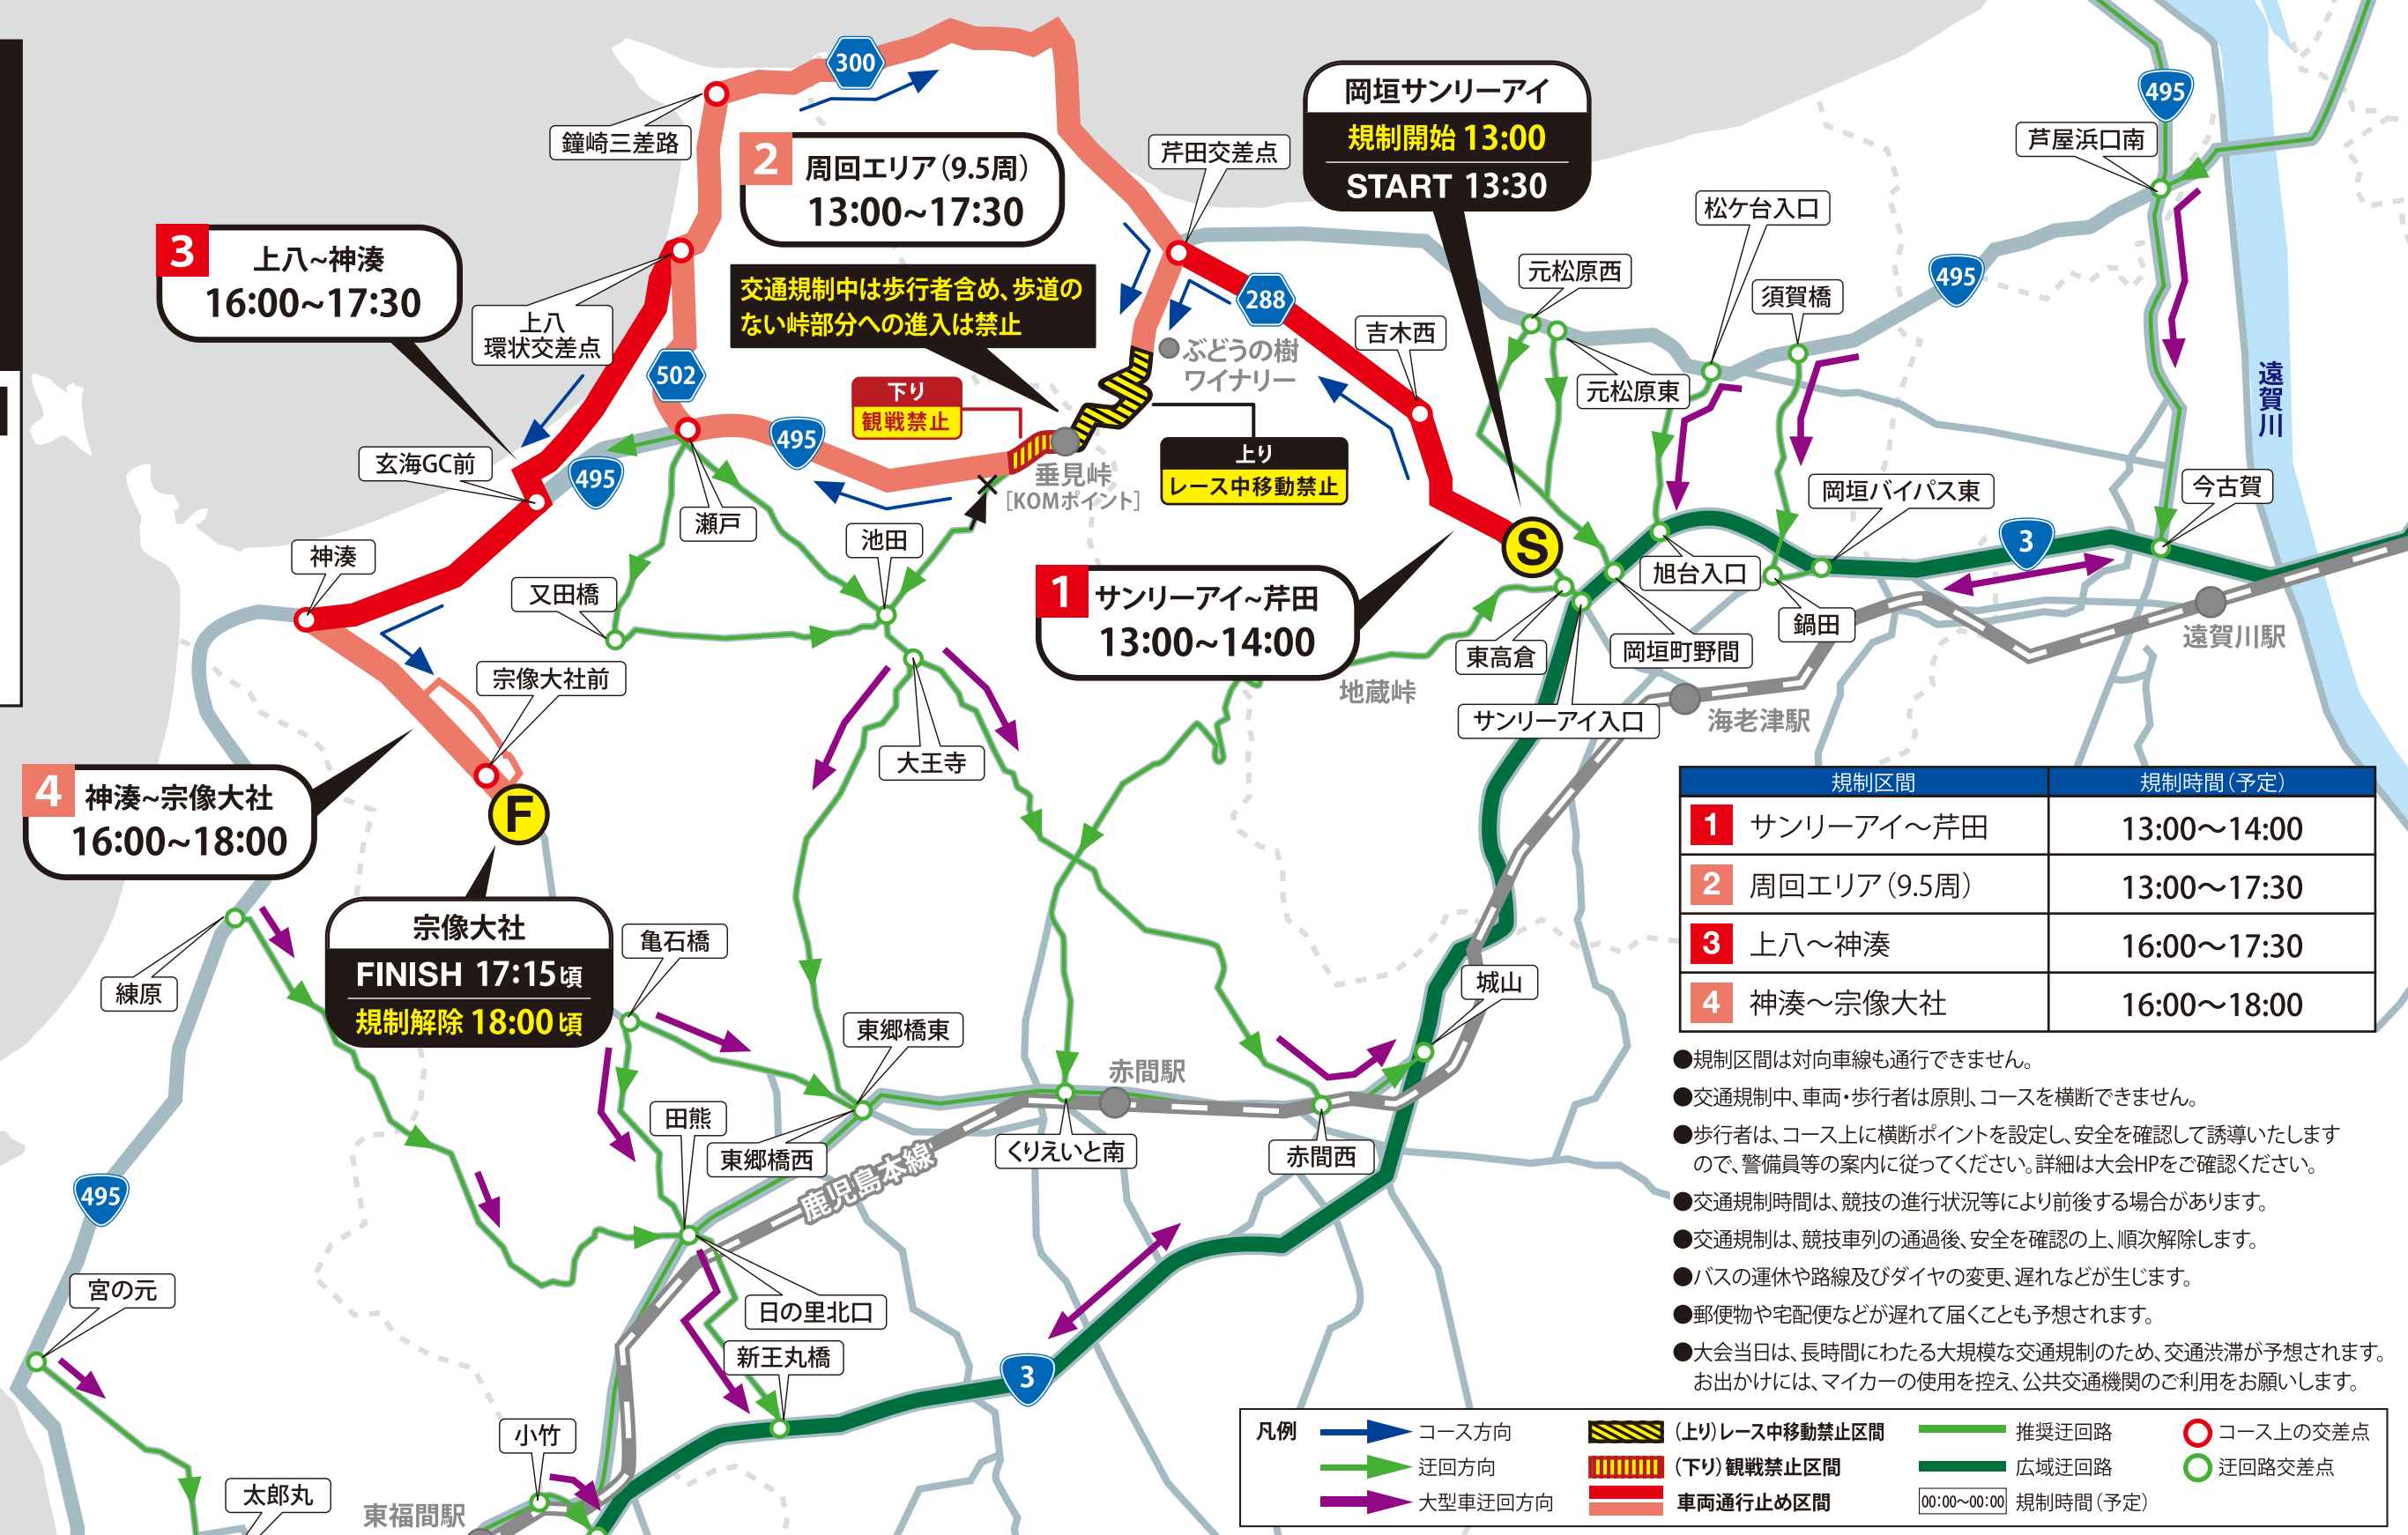 300
495
鐘崎三差路
2
周回エリア(9.5周)
13:00~17:30
芹田交差点
岡垣サンリーアイ
規制開始 13:00
START 13:30
芦屋浜口南
松ケ台入口
3
上八~神湊
16:00~17:30
交通規制中は歩行者含め、歩道の
ない峠部分への進入は禁止
元松原西
須賀橋
495
288
上八
環状交差点
吉木西
502
ぶどうの樹
ワイナリー
元松原東
下り
観戦禁止
遠賀川
495
上り
レース中移動禁止
玄海GC前
495
垂見峠
[KOMポイント]
岡垣バイパス東
今古賀
瀬戸
池田
S
3
神湊
又田橋
1
サンリーアイ~芹田
13:00~14:00
旭台入口
鍋田
東高倉
岡垣町野間
遠賀川駅
宗像大社前
地蔵峠
サンリーアイ入口
海老津駅
大王寺
4
神湊~宗像大社
16:00~18:00
F
規制区間
規制時間(予定)
1
サンリーアイ～芹田
13:00～14:00
2
周回エリア(9.5周)
13:00～17:30
3
上八～神湊
16:00～17:30
4
神湊～宗像大社
16:00～18:00
宗像大社
FINISH 17:15頃
規制解除 18:00頃
亀石橋
練原
城山
東郷橋東
赤間駅
田熊
東郷橋西
くりえいと南
赤間西
鹿児島本線
495
宮の元
日の里北口
新王丸橋
3
小竹
太郎丸
東福間駅
●規制区間は対向車線も通行できません。
●交通規制中、車両・歩行者は原則、コースを横断できません。
●歩行者は、コース上に横断ポイントを設定し、安全を確認して誘導いたします
ので、警備員等の案内に従ってください。詳細は大会HPをご確認ください。
●交通規制時間は、競技の進行状況等により前後する場合があります。
●交通規制は、競技車列の通過後、安全を確認の上、順次解除します。
●バスの運休や路線及びダイヤの変更、遅れなどが生じます。
●郵便物や宅配便などが遅れて届くことも予想されます。
●大会当日は、長時間にわたる大規模な交通規制のため、交通渋滞が予想されます。
お出かけには、マイカーの使用を控え、公共交通機関のご利用をお願いします。
凡例
コース方向
迂回方向
大型車迂回方向
(上り)レース中移動禁止区間
(下り)観戦禁止区間
車両通行止め区間
推奨迂回路
広域迂回路
00:00～00:00
規制時間(予定)
コース上の交差点
迂回路交差点